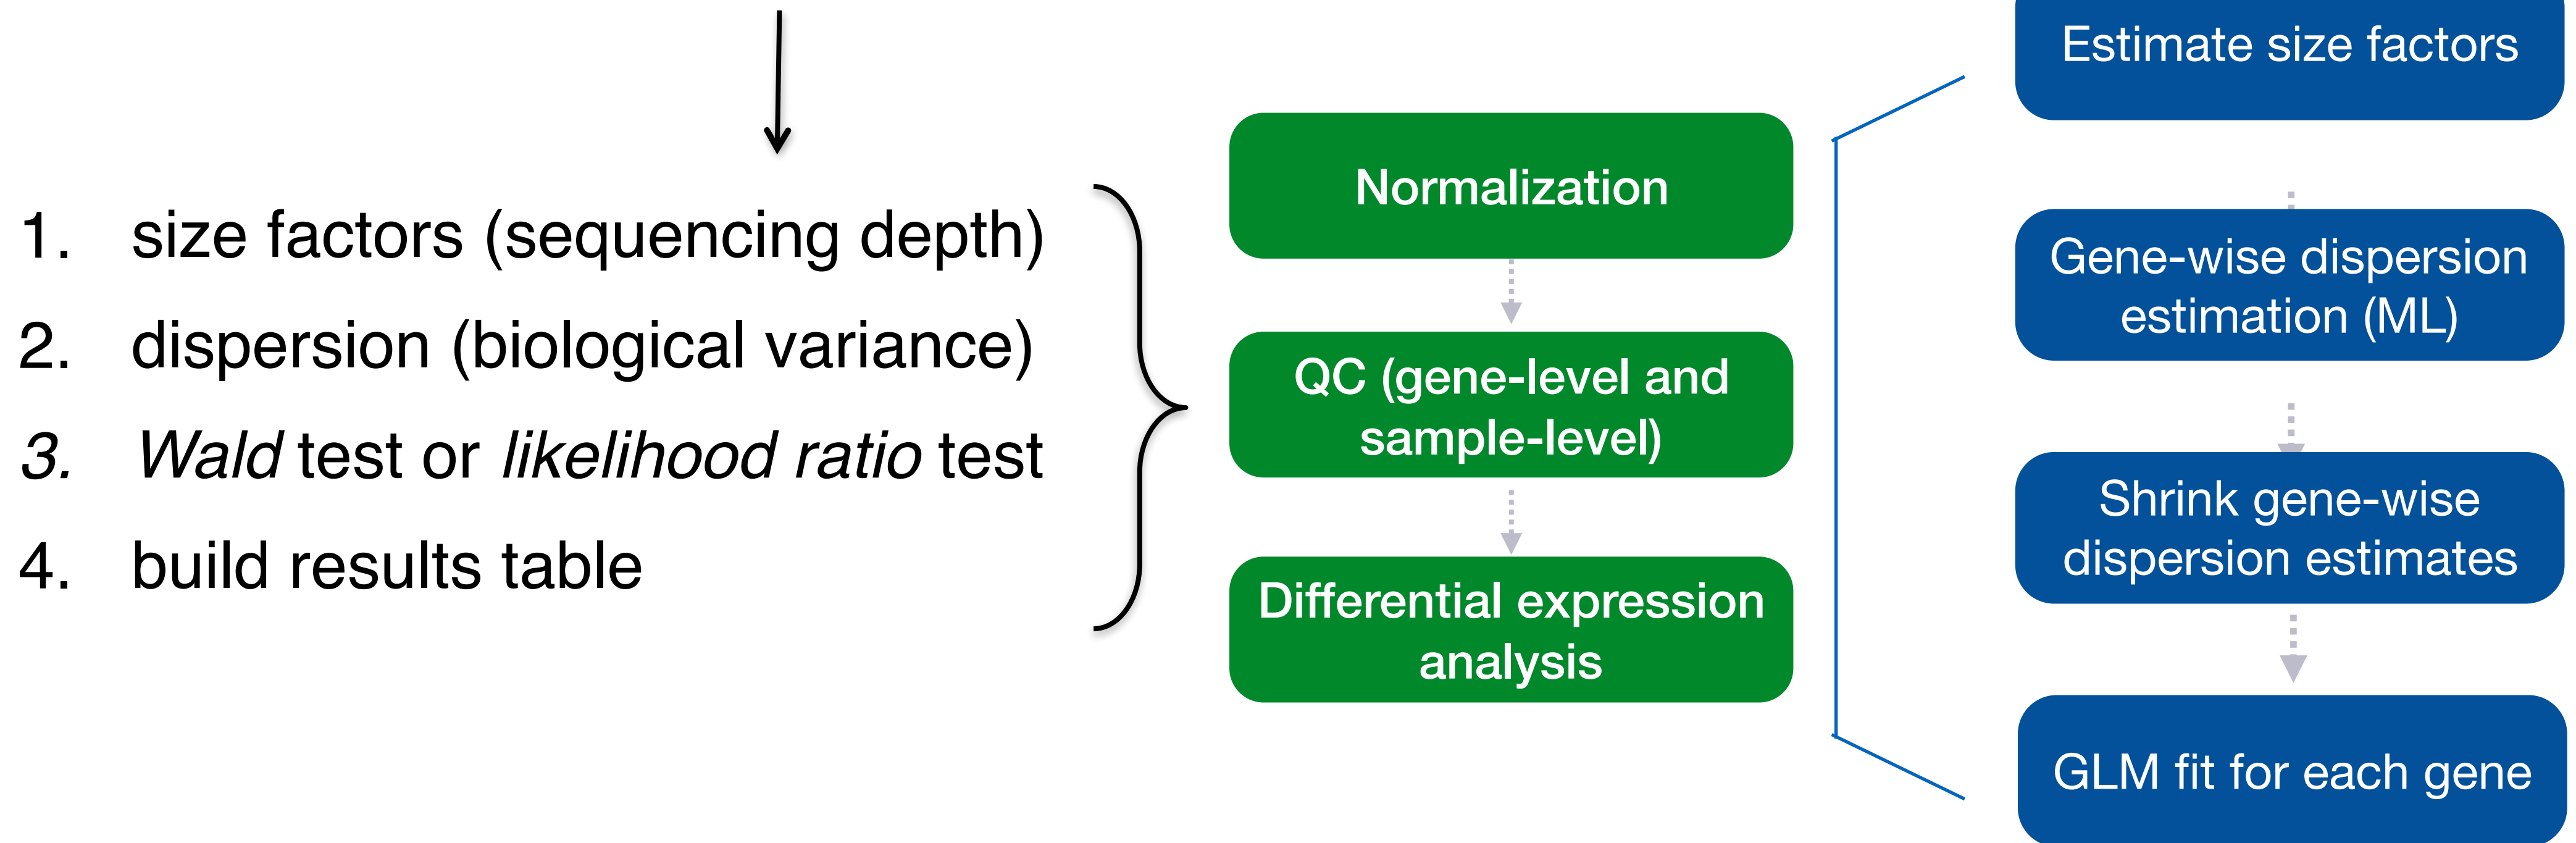 1. size factors (sequencing depth)
2. dispersion (biological variance)
3. Wald test or likelihood ratio test
4. build results table
Normalization
QC (gene-level and
sample-level)
Differential expression
analysis
Estimate size factors
Gene-wise dispersion
estimation (ML)
Shrink gene-wise
dispersion estimates
GLM fit for each gene